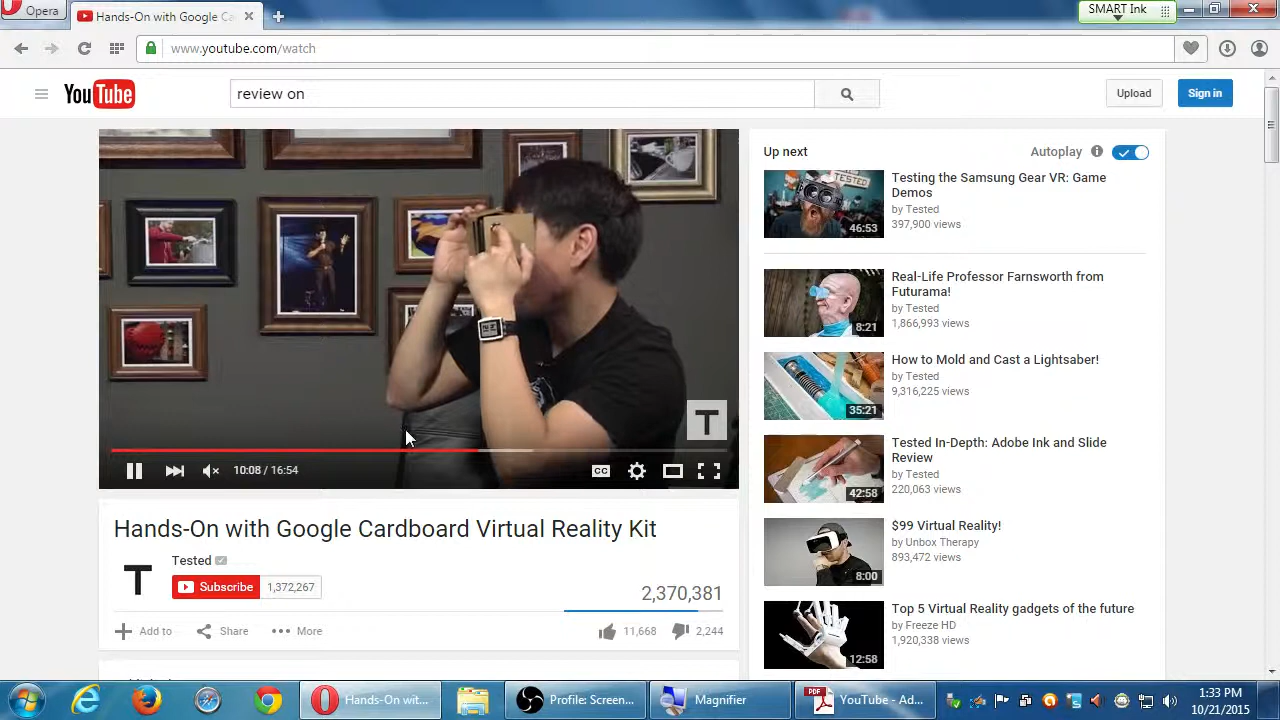 Opera
Hands-On with Google Ca
SMART Ink
www.youtube.com/watch
YouTube
review on
Upload
Sign in
Up next
Autoplay
TESTED
46:53
Testing the Samsung Gear VR: Game
Demos
by Tested
397,900 views
8:21
Real-Life Professor Farnsworth from
Futurama!
by Tested
1,866,993 views
35:21
How to Mold and Cast a Lightsaber!
by Tested
9,316,225 views
42:58
Tested In-Depth: Adobe Ink and Slide
Review
by Tested
220,063 views
8:00
$99 Virtual Reality!
by Unbox Therapy
893,472 views
12:58
Top 5 Virtual Reality gadgets of the future
by Freeze HD
1,920,338 views
T
10:08 / 16:54
CC
Hands-On with Google Cardboard Virtual Reality Kit
T
Tested
Subscribe
1,372,267
2,370,381
Add to
Share
More
11,668
2,244
Hands-On wit...
Profile: Screen...
Magnifier
PDF
YouTube - Ad...
1:33 PM
10/21/2015